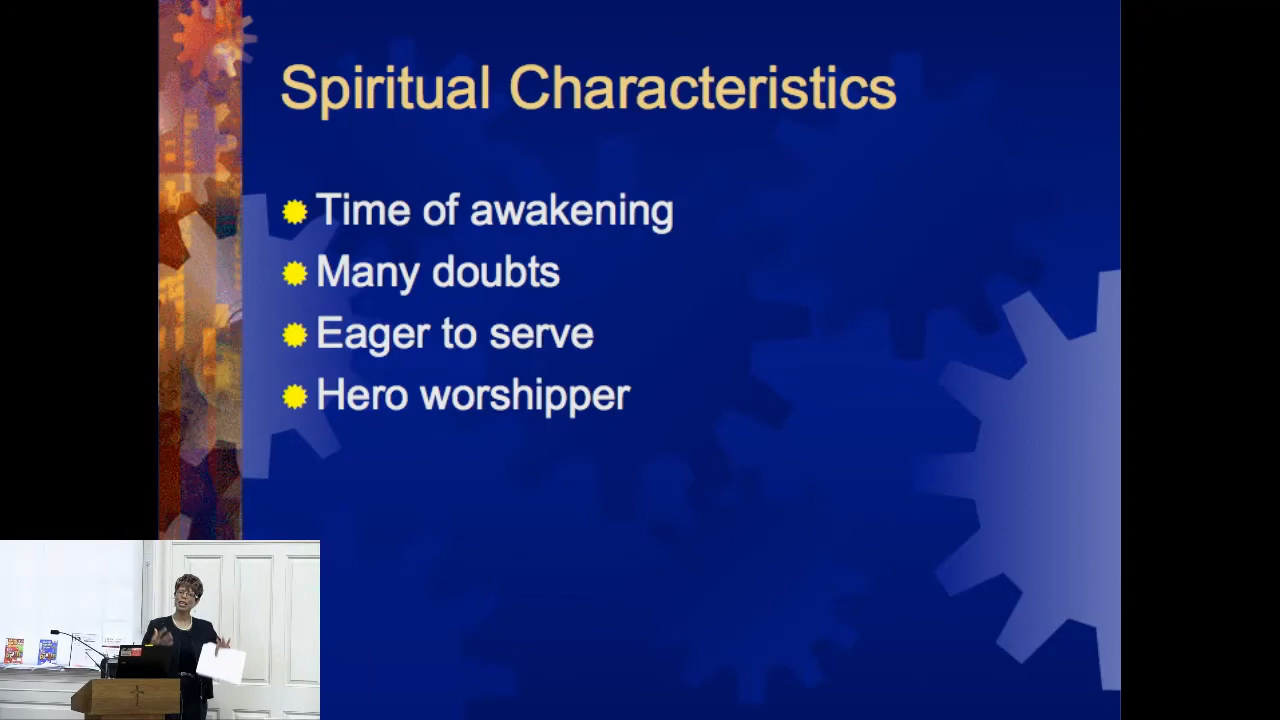 Spiritual Characteristics
Time of awakening
Many doubts
Eager to serve
Hero worshipper